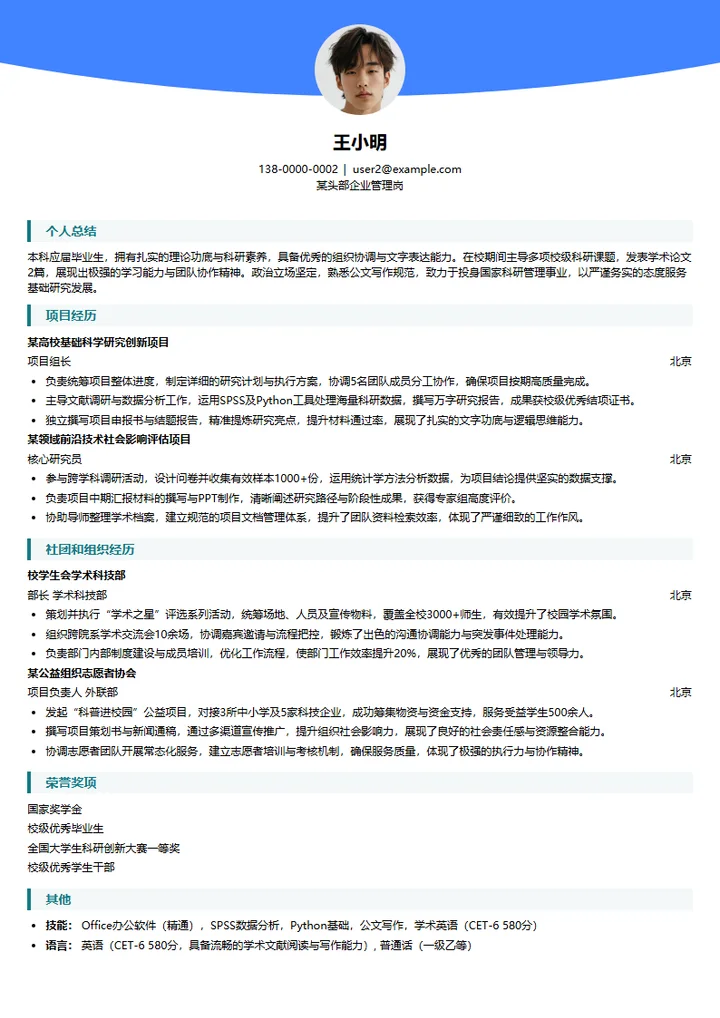 王小明
138-0000-0002 | user2@example.com
某头部企业管理岗
个人总结
本科应届毕业生，拥有扎实的理论功底与科研素养，具备优秀的组织协调与文字表达能力。在校期间主导多项校级科研课题，发表学术论文
2篇，展现出极强的学习能力与团队协作精神。政治立场坚定，熟悉公文写作规范，致力于投身国家科研管理事业，以严谨务实的态度服务
基础研究发展。
项目经历
某高校基础科学研究创新项目
项目组长 北京
• 负责统筹项目整体进度，制定详细的研究计划与执行方案，协调5名团队成员分工协作，确保项目按期高质量完成。
• 主导文献调研与数据分析工作，运用SPSS及Python工具处理海量科研数据，撰写万字研究报告，成果获校级优秀结项证书。
• 独立撰写项目申报书与结题报告，精准提炼研究亮点，提升材料通过率，展现了扎实的文字功底与逻辑思维能力。
某领域前沿技术社会影响评估项目
核心研究员 北京
• 参与跨学科调研活动，设计问卷并收集有效样本1000+份，运用统计学方法分析数据，为项目结论提供坚实的数据支撑。
• 负责项目中期汇报材料的撰写与PPT制作，清晰阐述研究路径与阶段性成果，获得专家组高度评价。
• 协助导师整理学术档案，建立规范的项目文档管理体系，提升了团队资料检索效率，体现了严谨细致的工作作风。
社团和组织经历
校学生会学术科技部
部长 学术科技部 北京
• 策划并执行“学术之星”评选系列活动，统筹场地、人员及宣传物料，覆盖全校3000+师生，有效提升了校园学术氛围。
• 组织跨院系学术交流会10余场，协调嘉宾邀请与流程把控，锻炼了出色的沟通协调能力与突发事件处理能力。
• 负责部门内部制度建设与成员培训，优化工作流程，使部门工作效率提升20%，展现了优秀的团队管理与领导力。
某公益组织志愿者协会
项目负责人 外联部 北京
• 发起“科普进校园”公益项目，对接3所中小学及5家科技企业，成功筹集物资与资金支持，服务受益学生500余人。
• 撰写项目策划书与新闻通稿，通过多渠道宣传推广，提升组织社会影响力，展现了良好的社会责任感与资源整合能力。
• 协调志愿者团队开展常态化服务，建立志愿者培训与考核机制，确保服务质量，体现了极强的执行力与协作精神。
荣誉奖项
国家奖学金
校级优秀毕业生
全国大学生科研创新大赛一等奖
校级优秀学生干部
其他
• 技能： Office办公软件（精通）, SPSS数据分析，Python基础，公文写作，学术英语（CET-6 580分）
• 语言： 英语（CET-6 580分，具备流畅的学术文献阅读与写作能力）, 普通话（一级乙等）